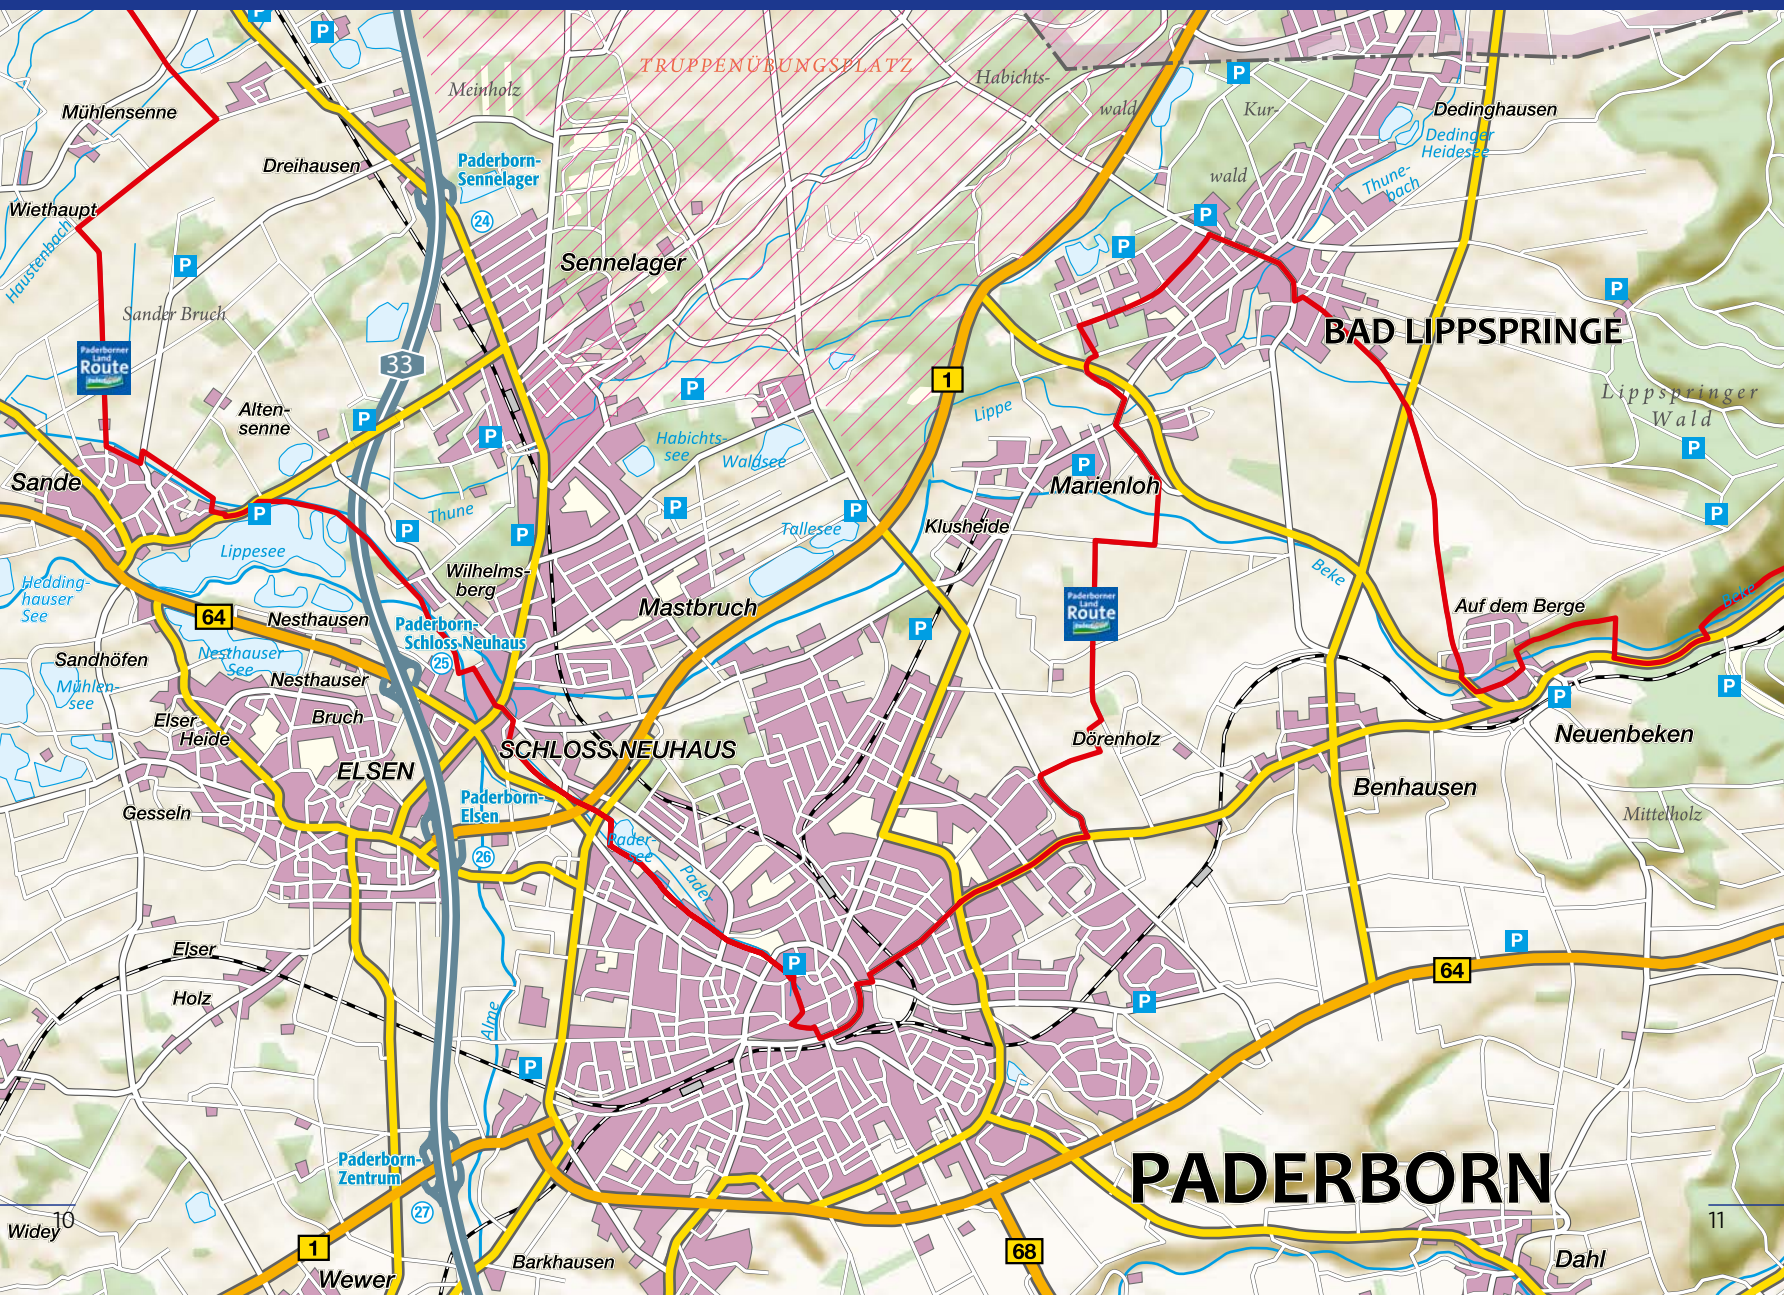 P
P
TRUPPENÜBUNGSPLATZ
Meinholz
Habichts-
wald
Kur-
wald
P
Dedinghausen
Dedinger
Heidesee
Thune-
bach
Mühlensenne
Dreihausen
Paderborn-
Sennelager
24
Wiethaupt
Haustenbach
P
P
P
P
Sennelager
Sander Bruch
Paderborner
Land
Route
33
BAD LIPPSPRINGE
Lippspringer
Wald
P
P
1
Lippe
P
Alten-
senne
P
P
Habichts-
see
Waldsee
P
Marienloh
Sande
P
Thune
P
P
P
P
Tallesee
Klusheide
Lippesee
Hedding-
hauser
See
Wilhelms-
berg
Mastbruch
Beke
Paderborner
Land
Route
Auf dem Berge
Beke
64
Nesthausen
Paderborn-
Schloss Neuhaus
25
P
Sandhöfen
Nesthauser
See
Nesthauser
Bruch
Mühlen-
see
Elser
Heide
P
P
Neuenbeken
SCHLOSS NEUHAUS
Dörenholz
ELSEN
Benhausen
Gesseln
Paderborn-
Elsen
26
Pader-
see
Pader
Mittelholz
Elser
Holz
P
P
64
P
Alme
P
Paderborn-
Zentrum
27
PADERBORN
10
Widey
11
1
Wewer
Barkhausen
68
Dahl